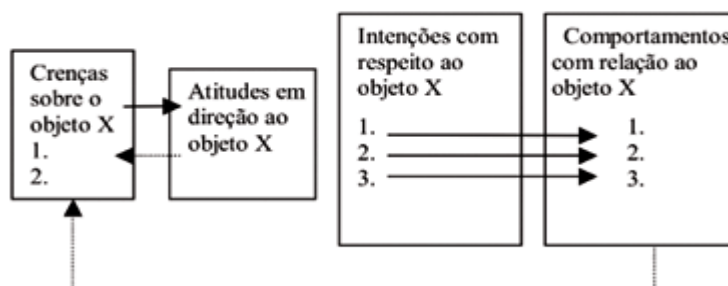 Crenças
sobre o
objeto X
1.
2.
Atitudes em
direção ao
objeto X
Intenções com
respeito ao
objeto X
1.
2.
3.
Comportamentos
com relação ao
objeto X
1.
2.
3.